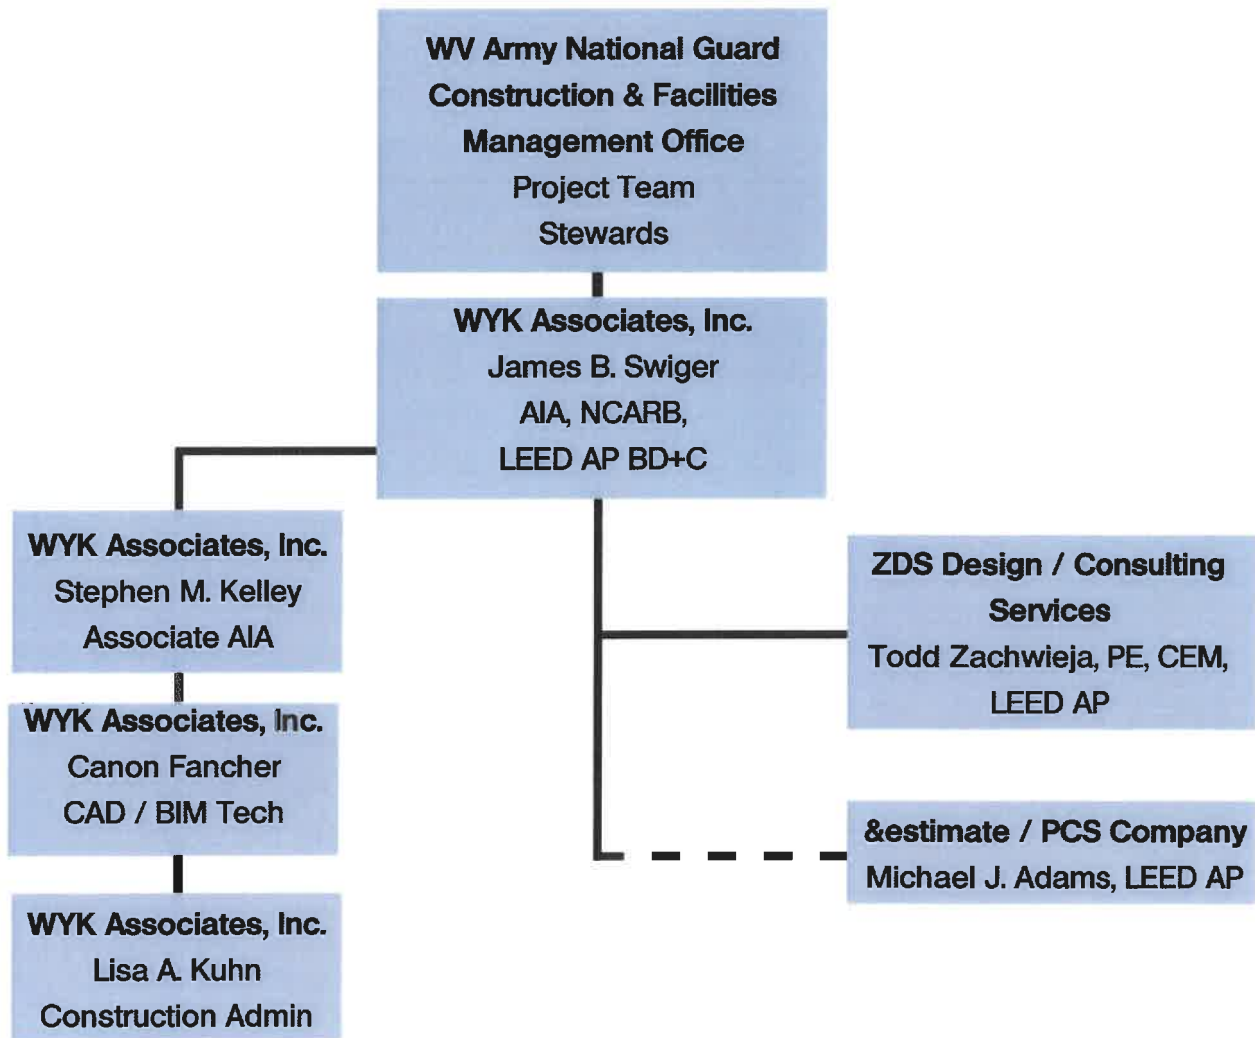 WV Army National Guard
Construction & Facilities
Management Office
Project Team
Stewards
WYK Associates, Inc.
James B. Swiger
AIA, NCARB,
LEED AP BD+C
WYK Associates, Inc.
Stephen M. Kelley
Associate AIA
WYK Associates, Inc.
Canon Fancher
CAD / BIM Tech
WYK Associates, Inc.
Lisa A. Kuhn
Construction Admin
ZDS Design / Consulting
Services
Todd Zachwieja, PE, CEM,
LEED AP
&estimate / PCS Company
Michael J. Adams, LEED AP